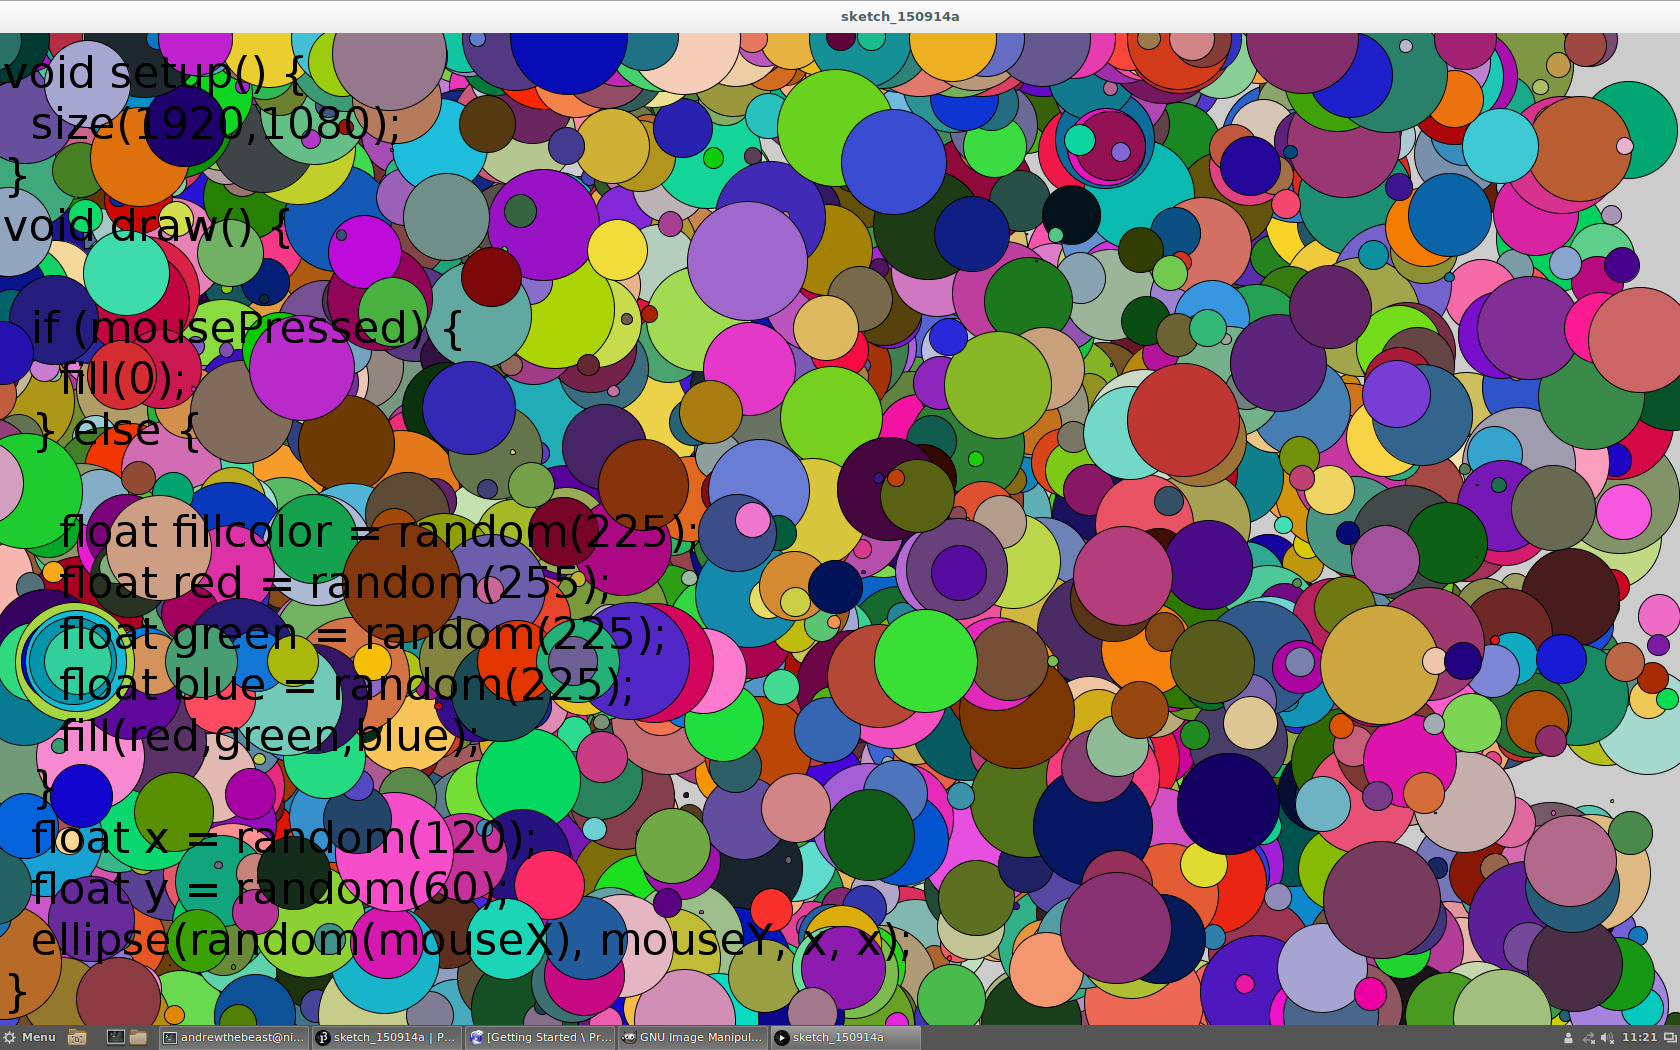 sketch_150914a
void setup() {
size(1920,1080);
}
void draw() {
if (mousePressed) {
fill(0);
} else {
float fillcolor = random(225);
float red = random(255);
float green = random(225);
float blue = random(225);
fill(red,green,blue);
}
float x = random(120);
float y = random(60);
ellipse(random(mouseX), mouseY, x, x);
}
Menu andrewthebeast@ni... sketch_150914a | P... [Getting Started \ Pr... GNU Image Manipul... sketch_150914a 11:21